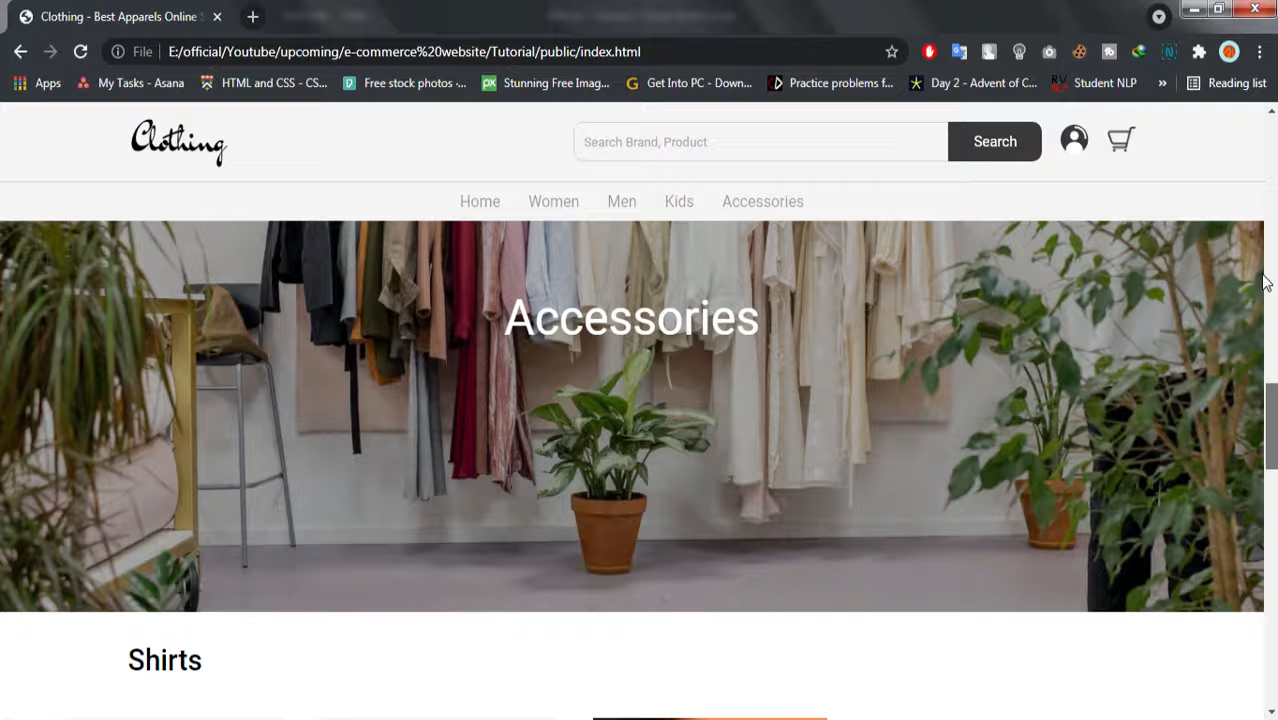 Clothing - Best Apparels Online S
File
E:/official/Youtube/upcoming/e-commerce%20website/Tutorial/public/index.html
Apps
My Tasks - Asana
HTML and CSS - CS...
Free stock photos ·...
Stunning Free Imag...
Get Into PC - Down...
Practice problems f...
Day 2 - Advent of C...
Student NLP
Reading list
Clothing
Search Brand, Product
Search
Home
Women
Men
Kids
Accessories
Accessories
Shirts